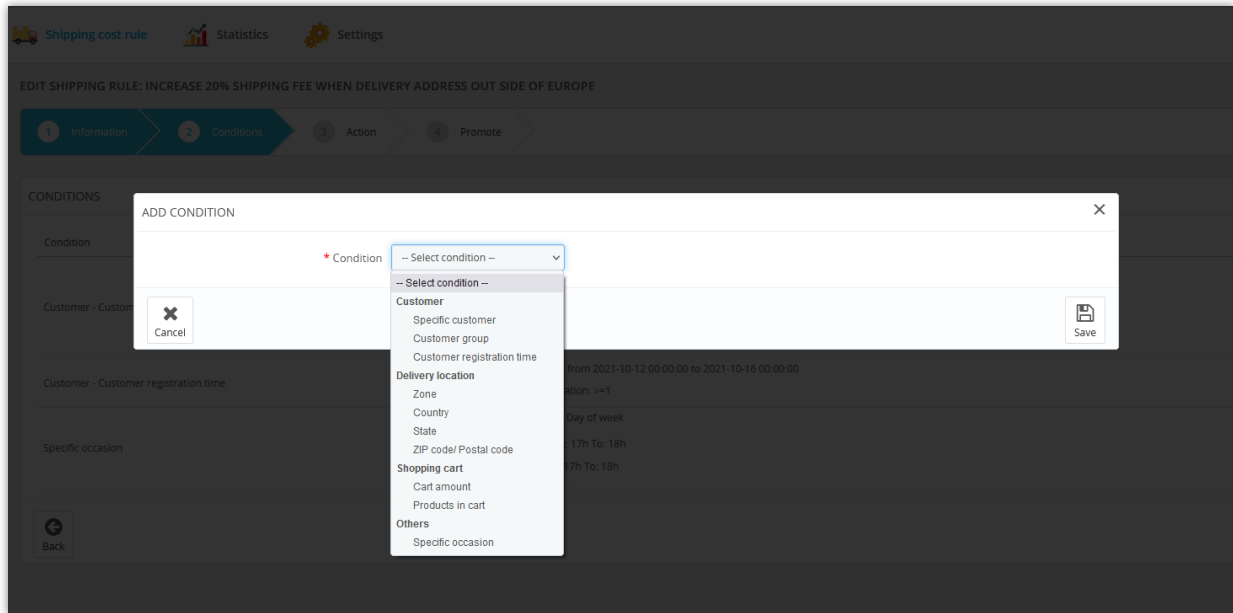 Shipping cost rule Statistics Settings
EDIT SHIPPING RULE: INCREASE 20% SHIPPING FEE WHEN DELIVERY ADDRESS OUT SIDE OF EUROPE
1 Information 2 Conditions 3 Action 4 Promote
CONDITIONS
ADD CONDITION
Condition
* Condition -- Select condition --
-- Select condition --
Customer
Specific customer
Customer group
Customer registration time
Delivery location
Zone
Country
State
ZIP code/ Postal code
Shopping cart
Cart amount
Products in cart
Others
Specific occasion
Cancel
Save
Customer - Custom
Customer - Customer registration time
from 2021-10-12 00:00:00 to 2021-10-16 00:00:00
ation: >=1
Specific occasion
Day of week
17h To: 18h
17h To: 18h
Back